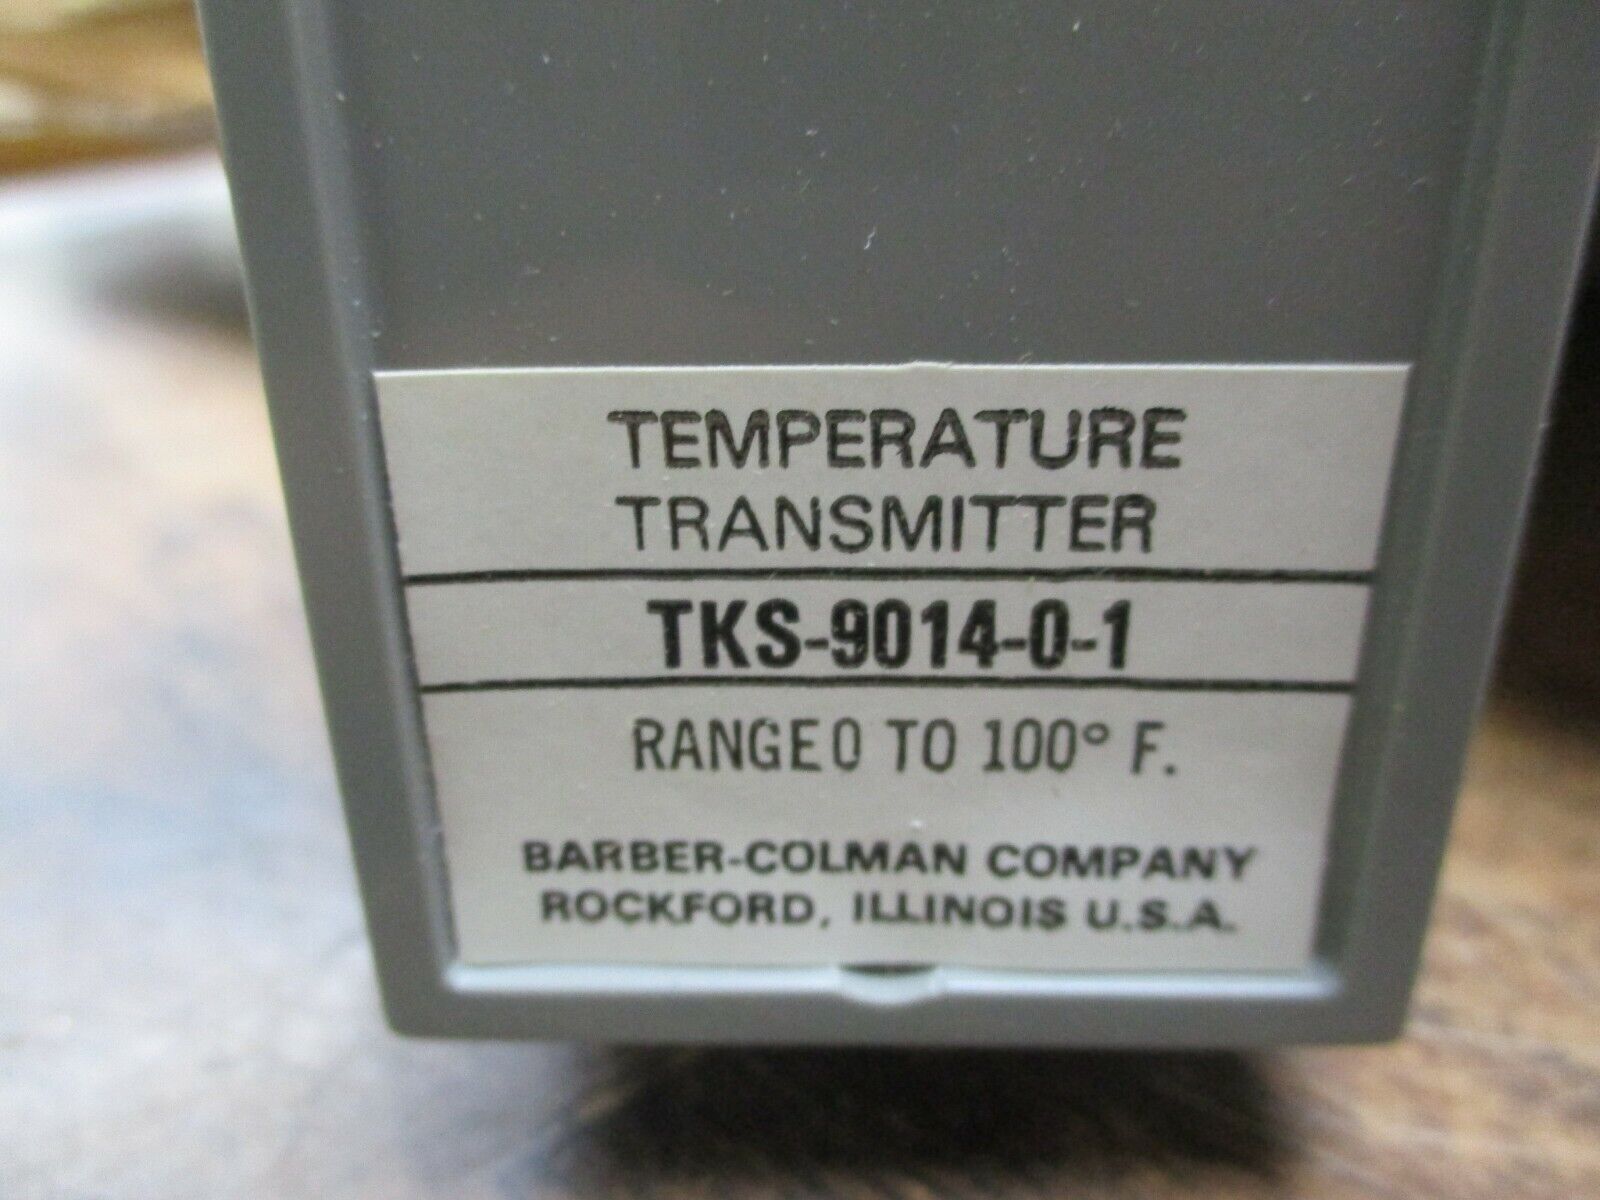 TEMPERATURE
TRANSMITTER
TKS-9014-0-1
RANGE 0 TO 100° F.
BARBER-COLMAN COMPANY
ROCKFORD, ILLINOIS U.S.A.